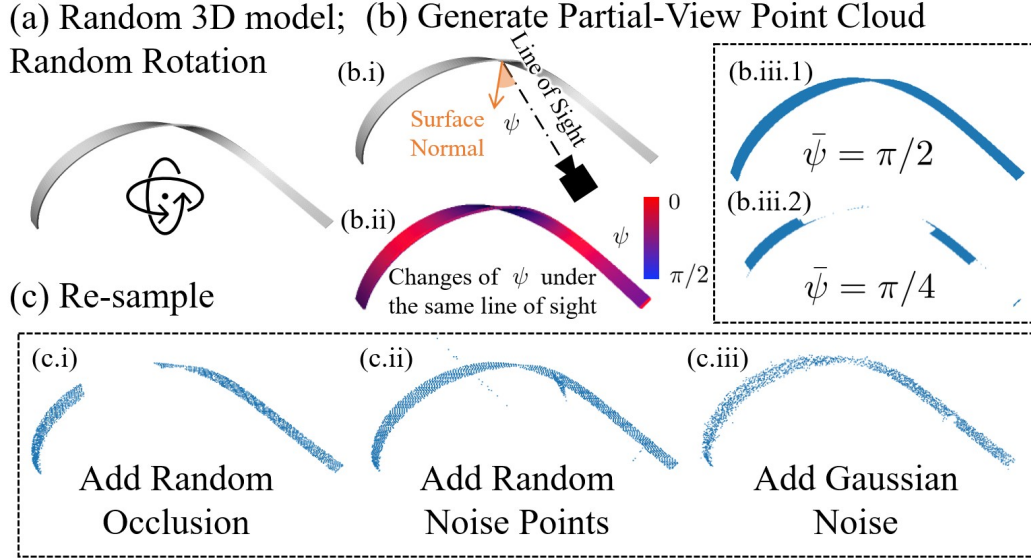 (a) Random 3D model;
Random Rotation
(b) Generate Partial-View Point Cloud
(b.i)
Line of Sight
Surface
Normal
ψ
(b.ii)
0
ψ
π/2
Changes of ψ under
the same line of sight
(b.iii.1)
ψ̄ = π/2
(b.iii.2)
ψ̄ = π/4
(c) Re-sample
(c.i)
Add Random
Occlusion
(c.ii)
Add Random
Noise Points
(c.iii)
Add Gaussian
Noise